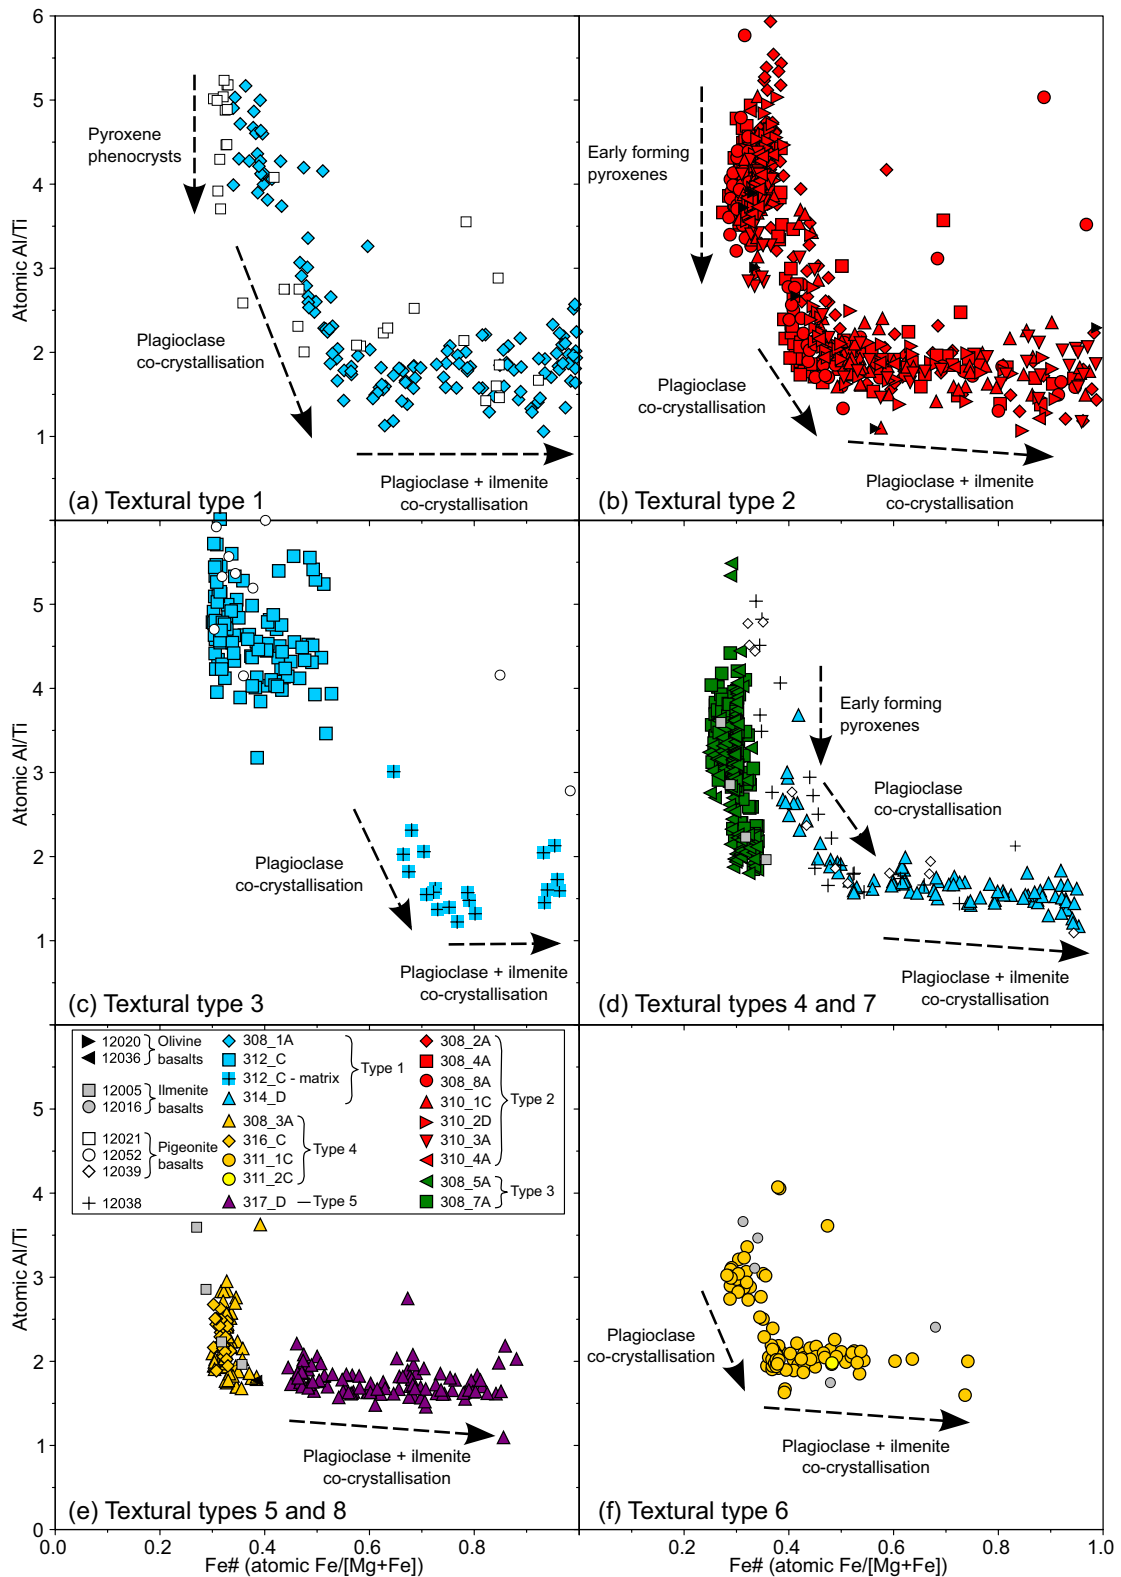 6
5
4
3
2
1
Atomic Al/Ti
Pyroxene
phenocrysts
Plagioclase
co-crystallisation
Plagioclase + ilmenite
co-crystallisation
(a) Textural type 1
Early forming
pyroxenes
Plagioclase
co-crystallisation
Plagioclase + ilmenite
co-crystallisation
(b) Textural type 2
5
4
3
2
1
Atomic Al/Ti
Plagioclase
co-crystallisation
Plagioclase + ilmenite
co-crystallisation
(c) Textural type 3
Early forming
pyroxenes
Plagioclase
co-crystallisation
Plagioclase + ilmenite
co-crystallisation
(d) Textural types 4 and 7
5
4
3
2
1
0
Atomic Al/Ti
12020
12036
Olivine
basalts
12005
12016
Ilmenite
basalts
12021
12052
12039
Pigeonite
basalts
12038
308_1A
312_C
312_C - matrix
314_D
Type 1
308_3A
316_C
311_1C
311_2C
Type 4
317_D
Type 5
308_2A
308_4A
308_8A
310_1C
310_2D
310_3A
310_4A
Type 2
308_5A
308_7A
Type 3
Plagioclase + ilmenite
co-crystallisation
(e) Textural types 5 and 8
Plagioclase
co-crystallisation
Plagioclase + ilmenite
co-crystallisation
(f) Textural type 6
0.0
0.2
0.4
0.6
0.8
Fe# (atomic Fe/[Mg+Fe])
0.2
0.4
0.6
0.8
1.0
Fe# (atomic Fe/[Mg+Fe])